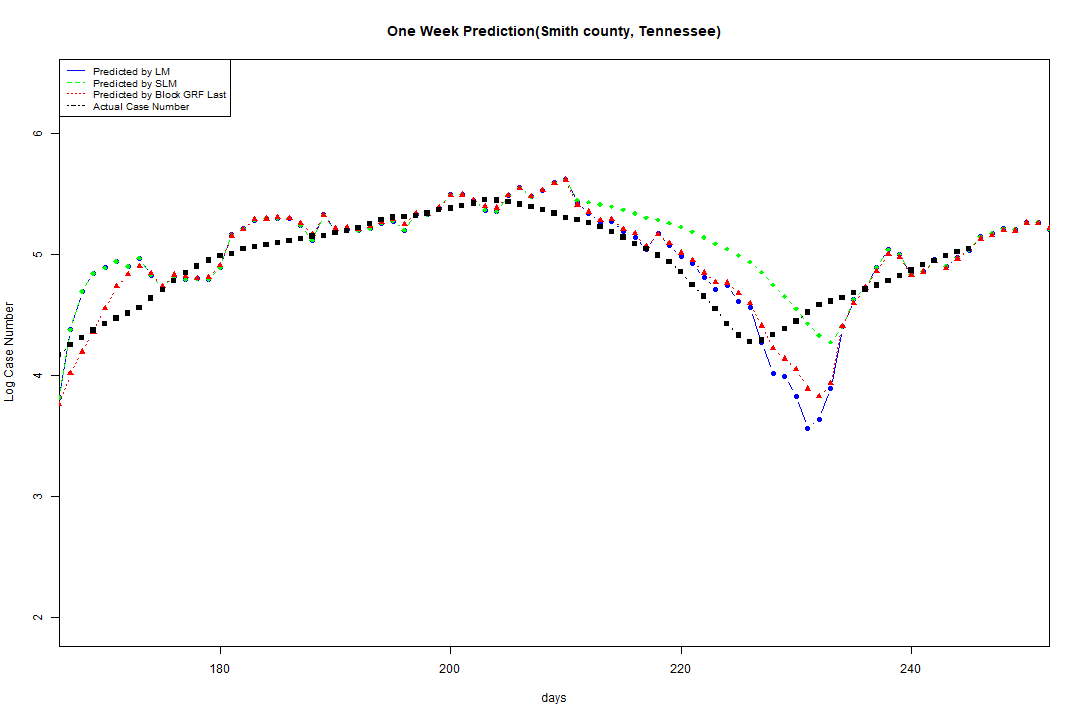 One Week Prediction(Smith county, Tennessee)
Predicted by LM
Predicted by SLM
Predicted by Block GRF Last
Actual Case Number
6
5
4
3
2
Log Case Number
180 200 220 240
days